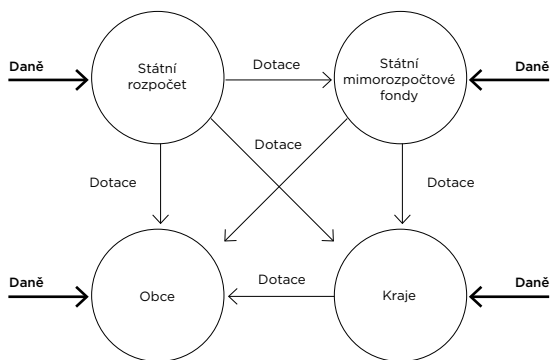 Daně
Státní
rozpočet
Dotace
Státní
mimorozpočtové
fondy
Daně
Dotace
Dotace
Dotace
Daně
Obce
Dotace
Kraje
Daně